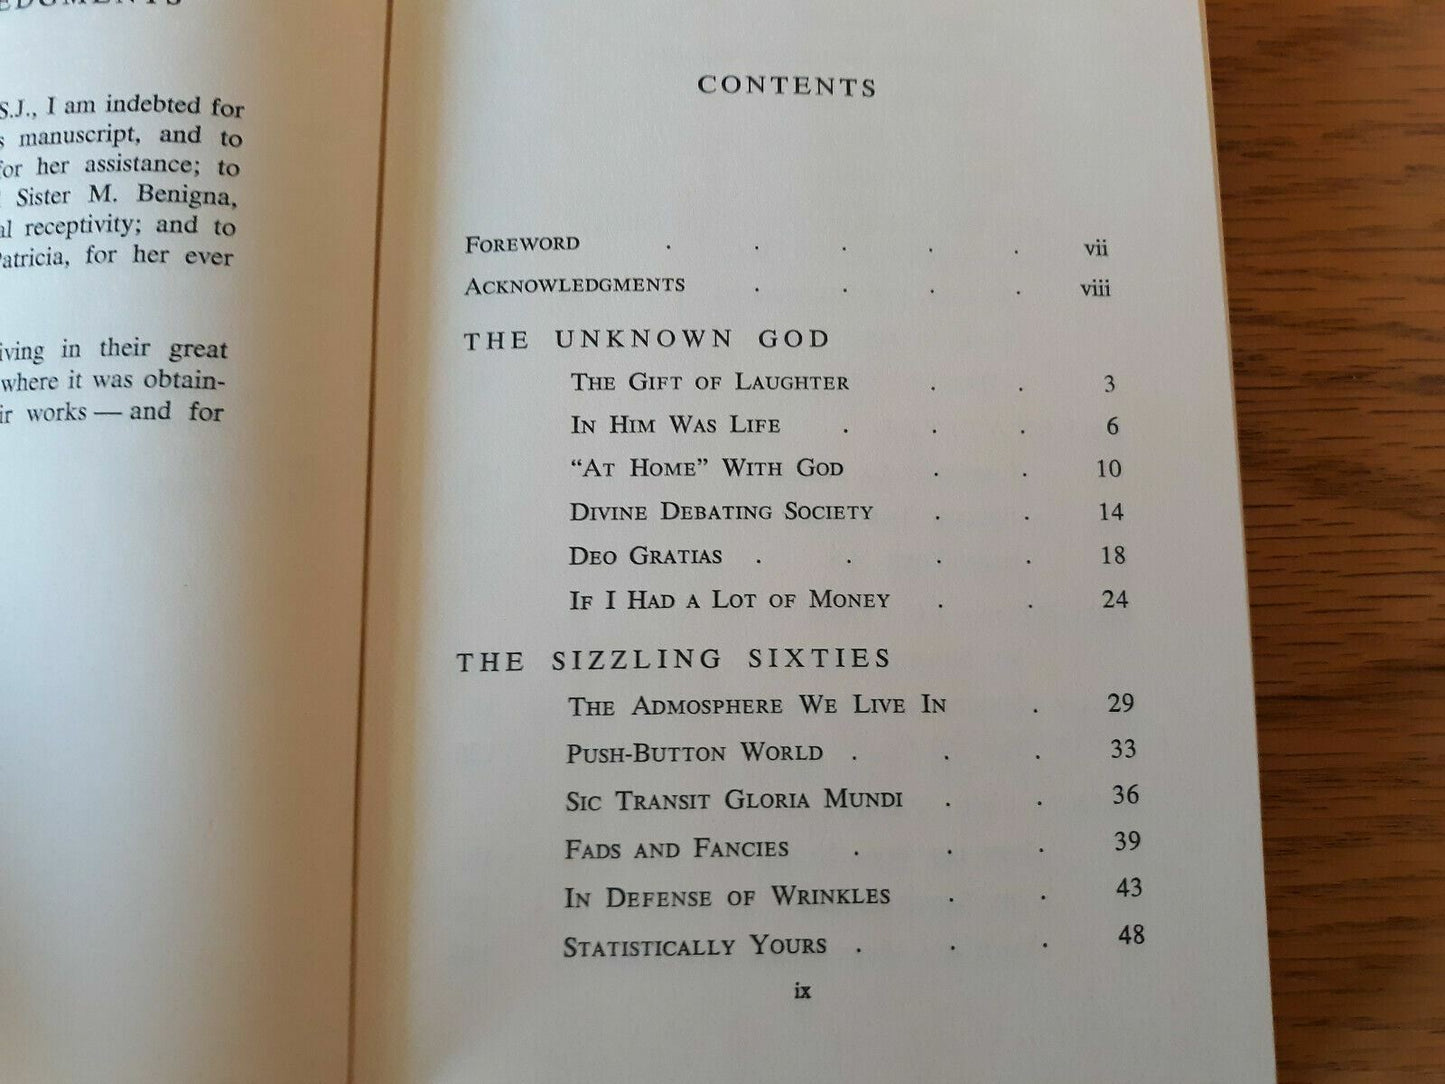 S.J., I am indebted for
manuscript, and to
for her assistance; to
Sister M. Benigna,
receptivity; and to
Patricia, for her ever
in their great
where it was obtain-
works — and for
CONTENTS
FOREWORD . . . . . vii
ACKNOWLEDGMENTS . . . . viii
THE UNKNOWN GOD
THE GIFT OF LAUGHTER . . 3
IN HIM WAS LIFE . . . 6
“AT HOME” WITH GOD . . 10
DIVINE DEBATING SOCIETY . . 14
DEO GRATIAS . . . . 18
IF I HAD A LOT OF MONEY . . 24
THE SIZZLING SIXTIES
THE ADMOSPHERE WE LIVE IN . 29
PUSH-BUTTON WORLD . . . 33
SIC TRANSIT GLORIA MUNDI . . 36
FADS AND FANCIES . . . 39
IN DEFENSE OF WRINKLES . . 43
STATISTICALLY YOURS . . . 48
ix